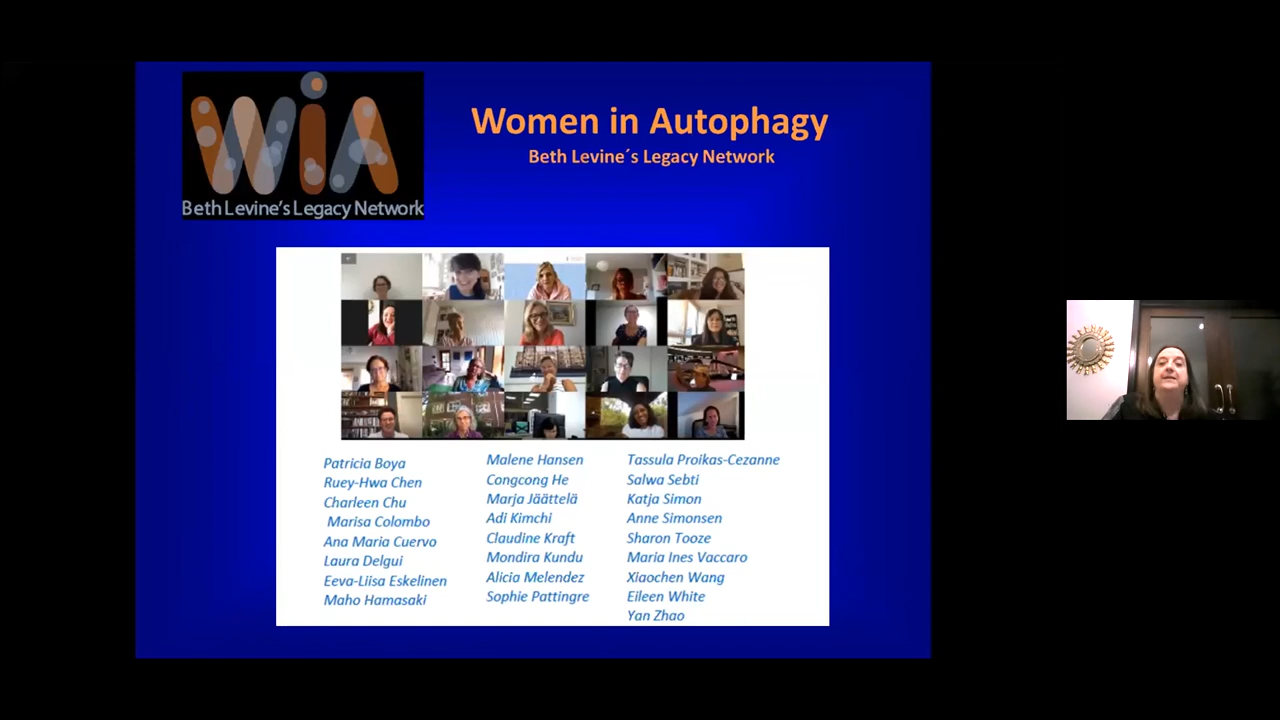 WiA
Beth Levine's Legacy Network
Women in Autophagy
Beth Levine´s Legacy Network
Patricia Boya
Ruey-Hwa Chen
Charleen Chu
Marisa Colombo
Ana Maria Cuervo
Laura Delgui
Eeva-Liisa Eskelinen
Maho Hamasaki
Malene Hansen
Congcong He
Marja Jäättelä
Adi Kimchi
Claudine Kraft
Mondira Kundu
Alicia Melendez
Sophie Pattingre
Tassula Proikas-Cezanne
Salwa Sebti
Katja Simon
Anne Simonsen
Sharon Tooze
Maria Ines Vaccaro
Xiaochen Wang
Eileen White
Yan Zhao